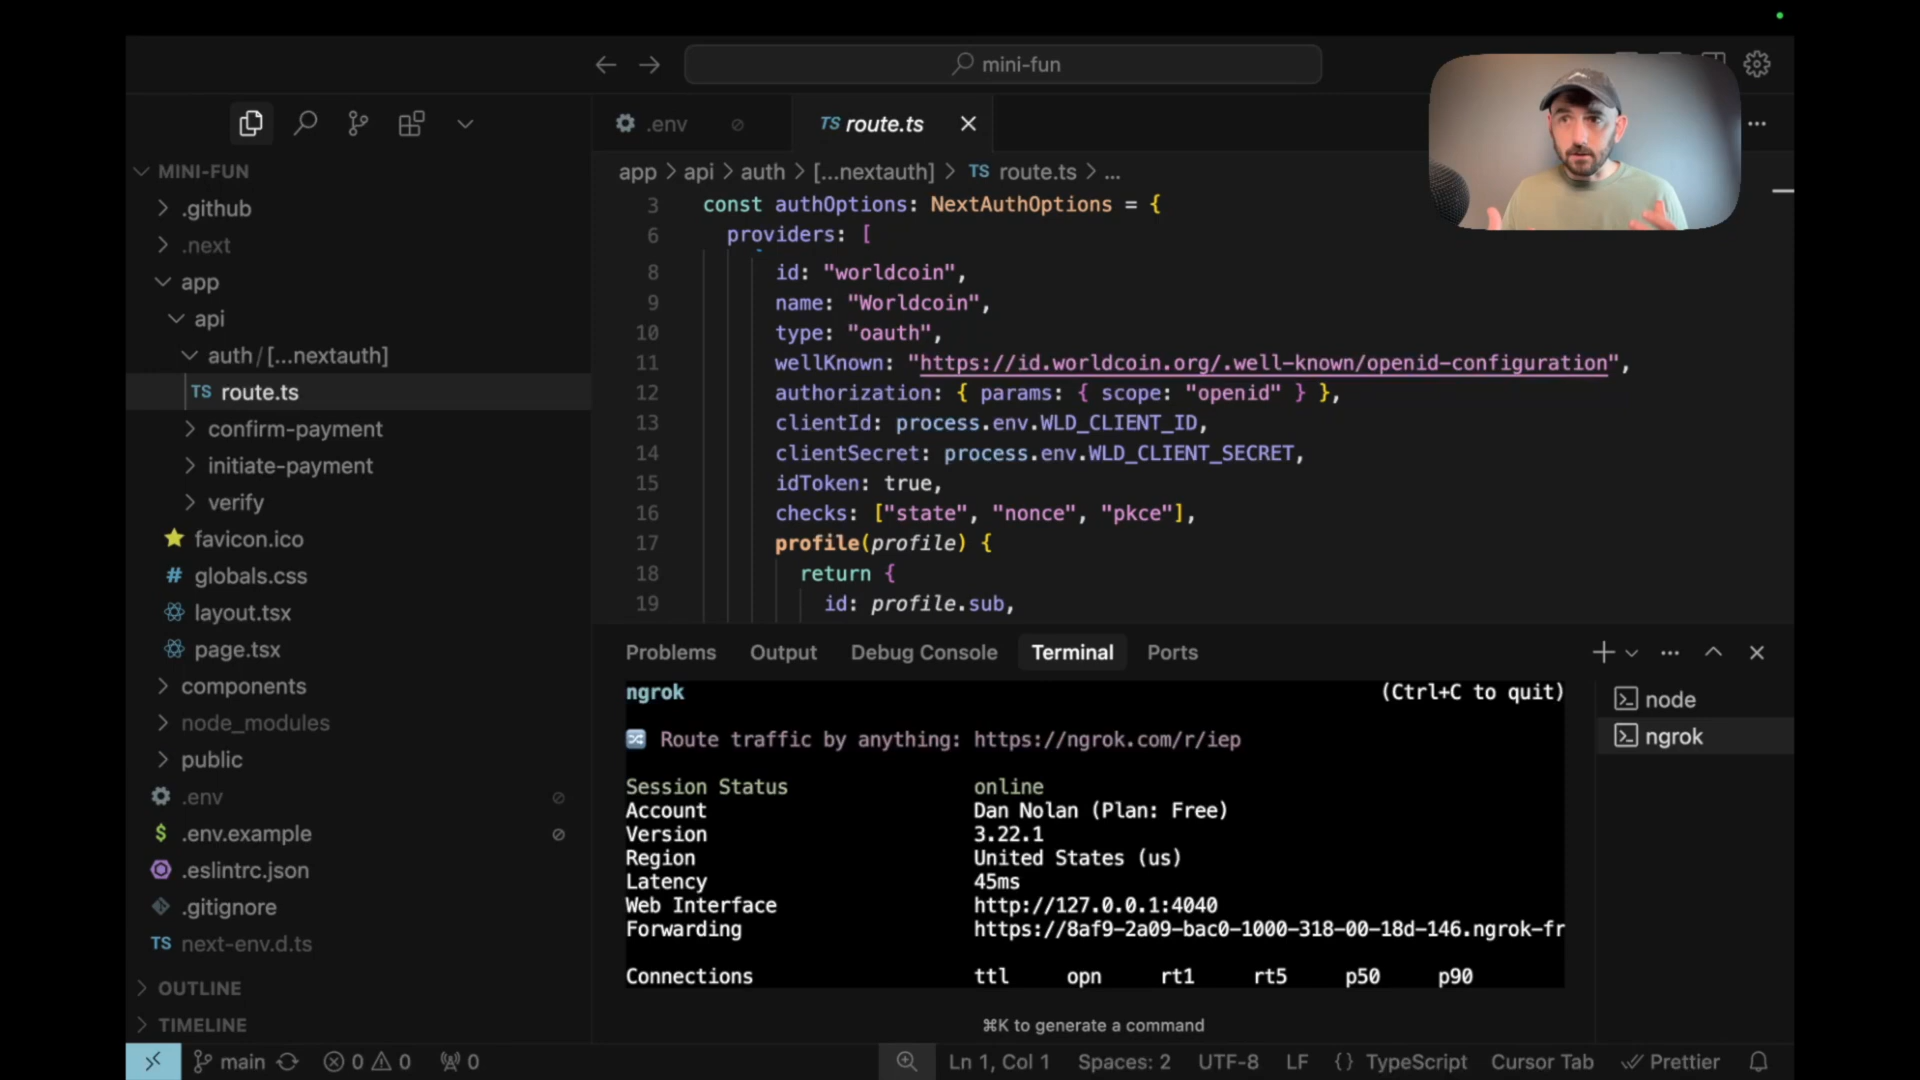 mini-fun
.env
TS route.ts
MINI-FUN
.github
.next
app
api
auth / [...nextauth]
TS route.ts
confirm-payment
initiate-payment
verify
favicon.ico
# globals.css
layout.tsx
page.tsx
components
node_modules
public
.env
$ .env.example
.eslintrc.json
.gitignore
TS next-env.d.ts
OUTLINE
TIMELINE
app > api > auth > [...nextauth] > TS route.ts > ...
3 const authOptions: NextAuthOptions = {
6 providers: [
8 id: "worldcoin",
9 name: "Worldcoin",
10 type: "oauth",
11 wellKnown: "https://id.worldcoin.org/.well-known/openid-configuration",
12 authorization: { params: { scope: "openid" } },
13 clientId: process.env.WLD_CLIENT_ID,
14 clientSecret: process.env.WLD_CLIENT_SECRET,
15 idToken: true,
16 checks: ["state", "nonce", "pkce"],
17 profile(profile) {
18 return {
19 id: profile.sub,
Problems Output Debug Console Terminal Ports
ngrok (Ctrl+C to quit)
Route traffic by anything: https://ngrok.com/r/iep
Session Status online
Account Dan Nolan (Plan: Free)
Version 3.22.1
Region United States (us)
Latency 45ms
Web Interface http://127.0.0.1:4040
Forwarding https://8af9-2a09-bac0-1000-318-00-18d-146.ngrok-fr
Connections ttl opn rt1 rt5 p50 p90
node
ngrok
⌘K to generate a command
main 0 0 0 Ln 1, Col 1 Spaces: 2 UTF-8 LF {} TypeScript Cursor Tab Prettier